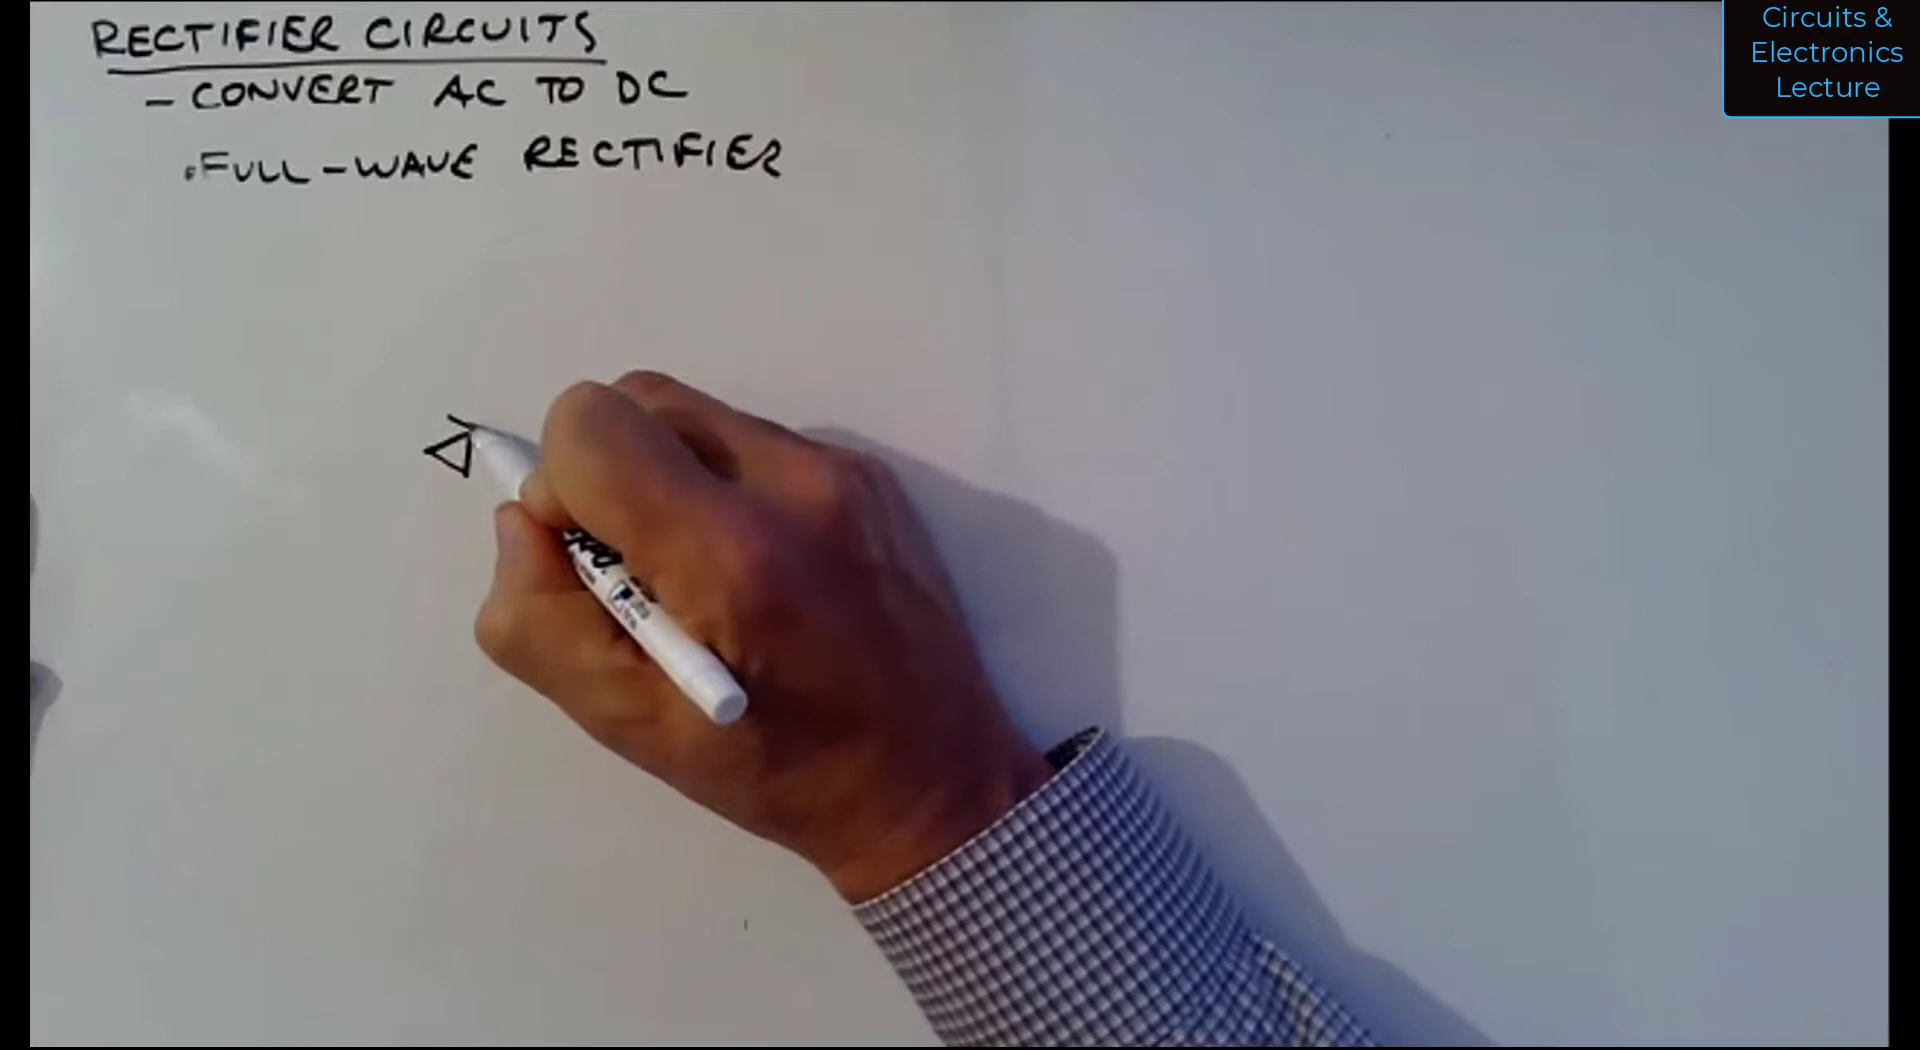 RECTIFIER CIRCUITS
- CONVERT AC TO DC
. FULL-WAVE RECTIFIER
Circuits &
Electronics
Lecture